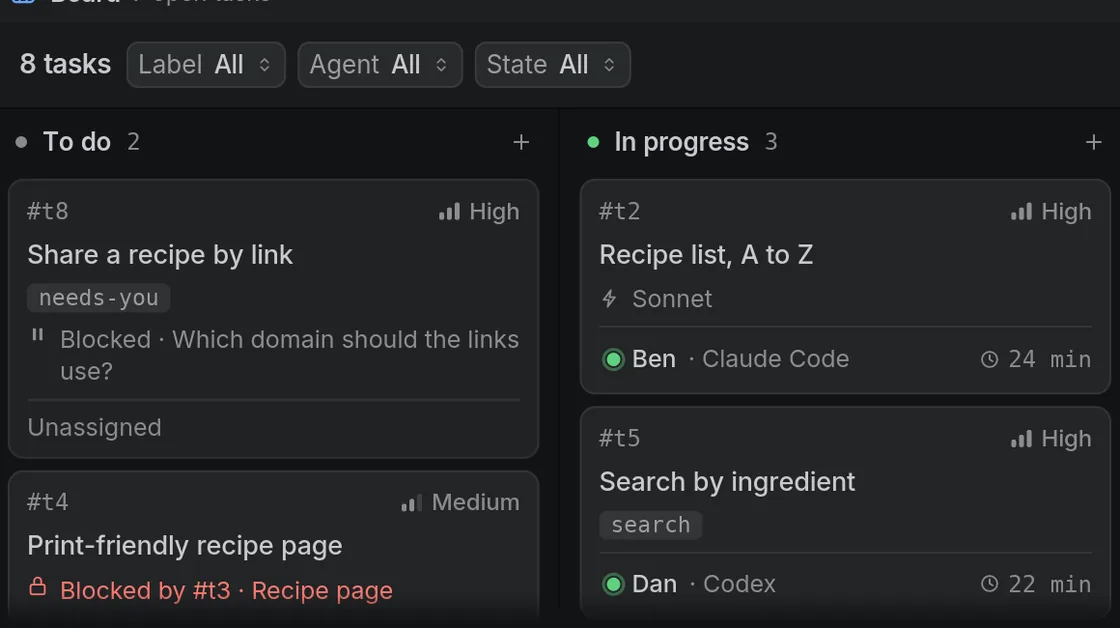 Board / open tasks
8 tasks
Label All
Agent All
State All
To do 2
#t8
High
Share a recipe by link
needs-you
Blocked · Which domain should the links
use?
Unassigned
#t4
Medium
Print-friendly recipe page
Blocked by #t3 · Recipe page
In progress 3
#t2
High
Recipe list, A to Z
Sonnet
Ben · Claude Code
24 min
#t5
High
Search by ingredient
search
Dan · Codex
22 min